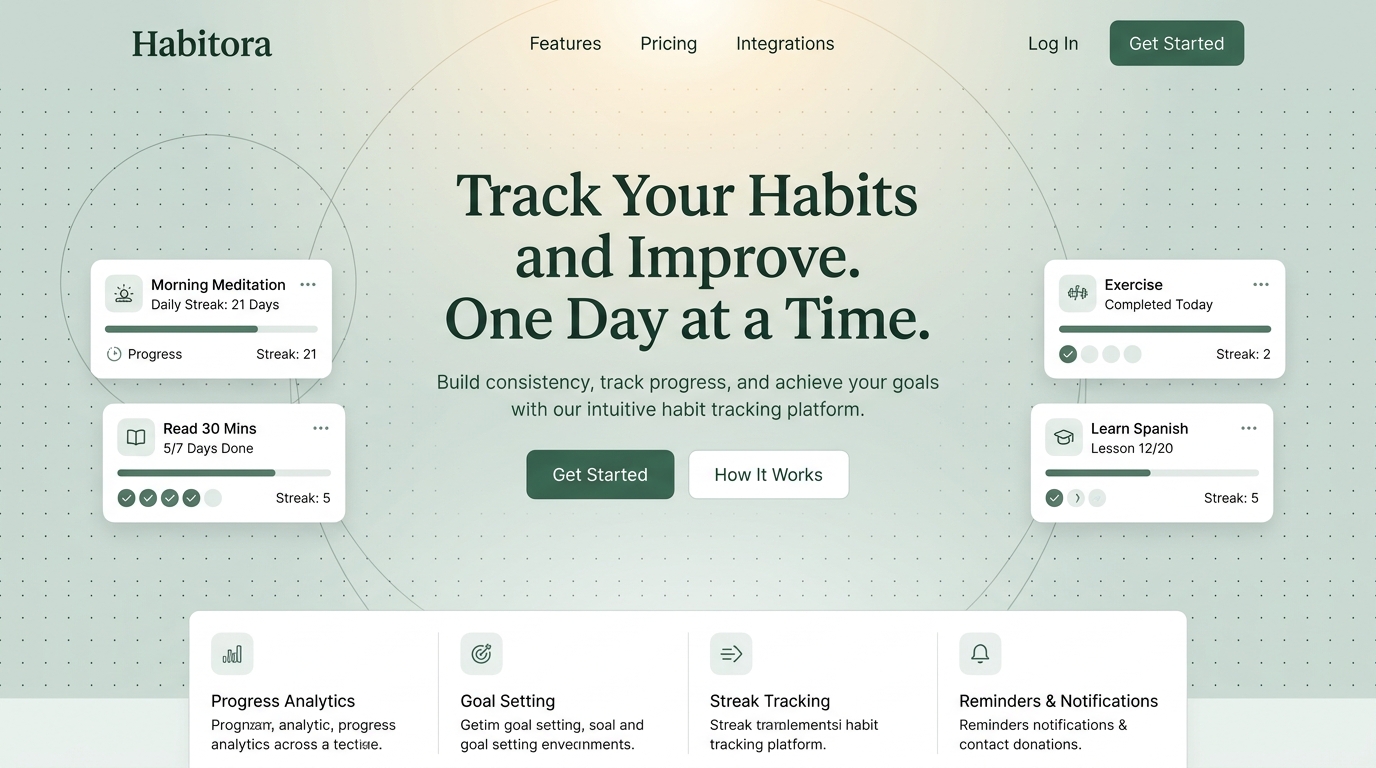 Habitora
Features
Pricing
Integrations
Log In
Get Started
Track Your Habits
and Improve.
One Day at a Time.
Build consistency, track progress, and achieve your goals
with our intuitive habit tracking platform.
Get Started
How It Works
Morning Meditation
Daily Streak: 21 Days
Progress
Streak: 21
Read 30 Mins
5/7 Days Done
Streak: 5
Exercise
Completed Today
Streak: 2
Learn Spanish
Lesson 12/20
Streak: 5
Progress Analytics
analytic, progress
analytics across a
Goal Setting
Getim goal setting, soal and
goal setting
Streak Tracking
Streak habit
tracking platform.
Reminders & Notifications
Reminders notifications &
contact donations.